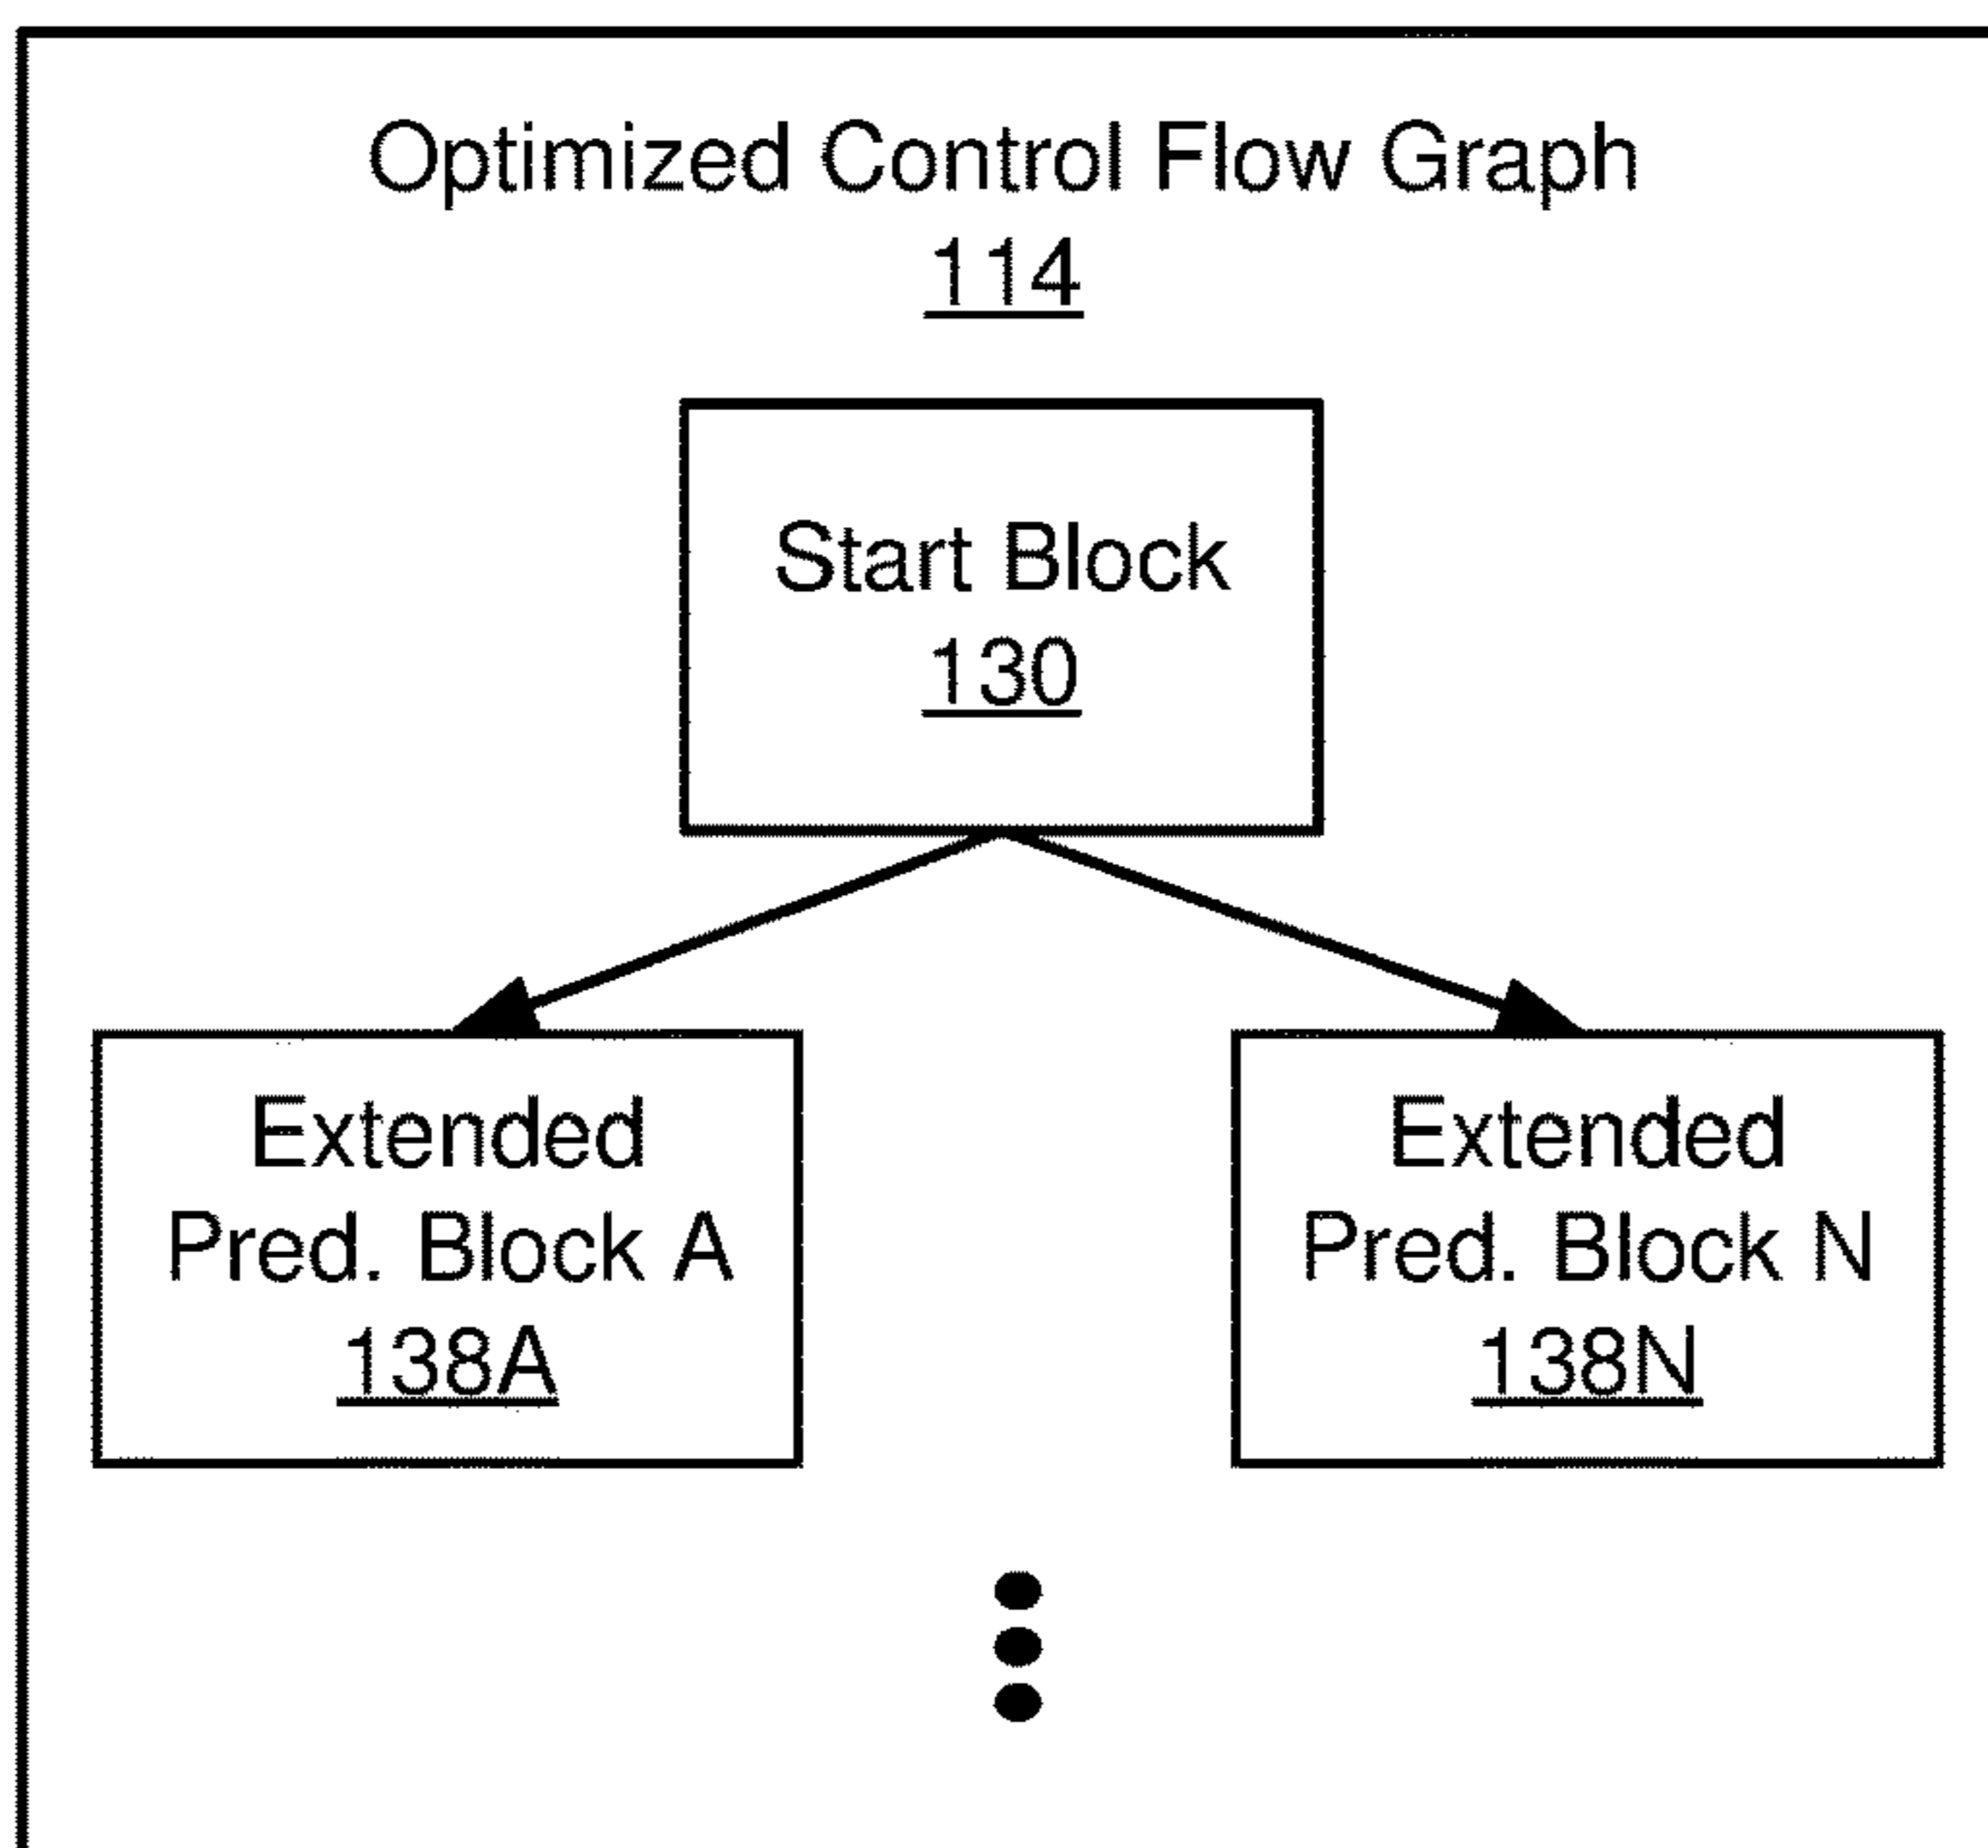 Optimized Control Flow Graph
114
Start Block
130
Extended
Pred. Block A
138A
Extended
Pred. Block N
138N